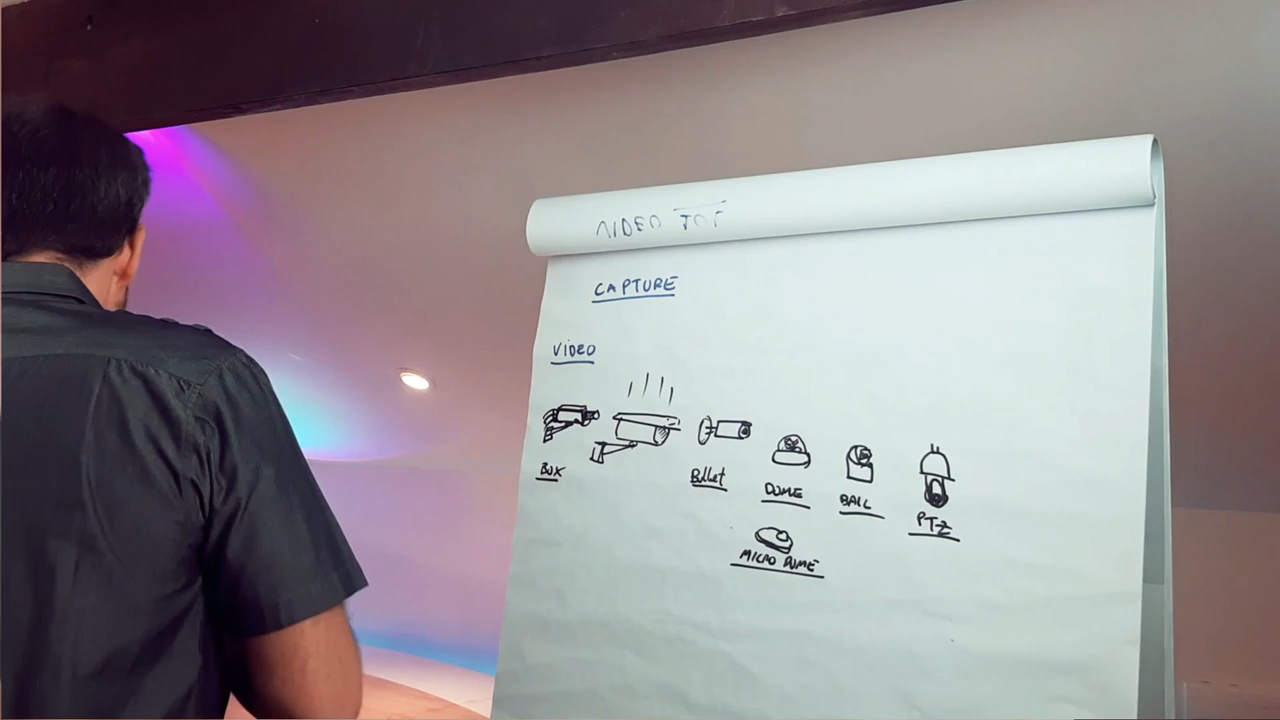 VIDEO
CAPTURE
VIDEO
BOX
Bullet
DOME
BALL
PTZ
MICRO DOME